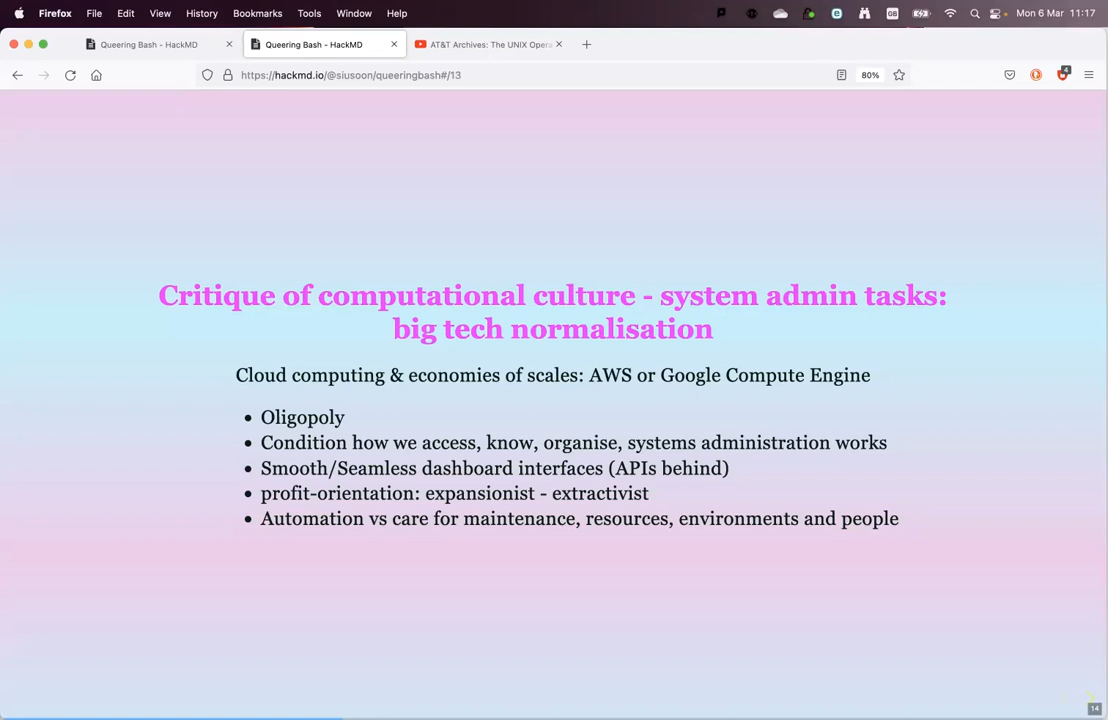 Firefox File Edit View History Bookmarks Tools Window Help GB Mon 6 Mar 11:17
Queering Bash - HackMD Queering Bash - HackMD AT&T Archives: The UNIX Opera
https://hackmd.io/@siusoon/queeringbash#/13 80% 4
Critique of computational culture - system admin tasks:
big tech normalisation
Cloud computing & economies of scales: AWS or Google Compute Engine
Oligopoly
Condition how we access, know, organise, systems administration works
Smooth/Seamless dashboard interfaces (APIs behind)
profit-orientation: expansionist - extractivist
Automation vs care for maintenance, resources, environments and people
14